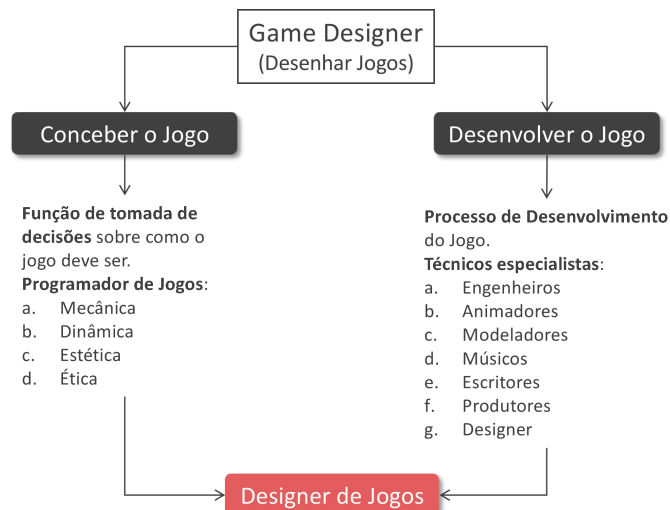 Game Designer
(Desenhar Jogos)
Conceber o Jogo
Função de tomada de
decisões sobre como o
jogo deve ser.
Programador de Jogos:
a. Mecânica
b. Dinâmica
c. Estética
d. Ética
Desenvolver o Jogo
Processo de Desenvolvimento
do Jogo.
Técnicos especialistas:
a. Engenheiros
b. Animadores
c. Modeladores
d. Músicos
e. Escritores
f. Produtores
g. Designer
Designer de Jogos